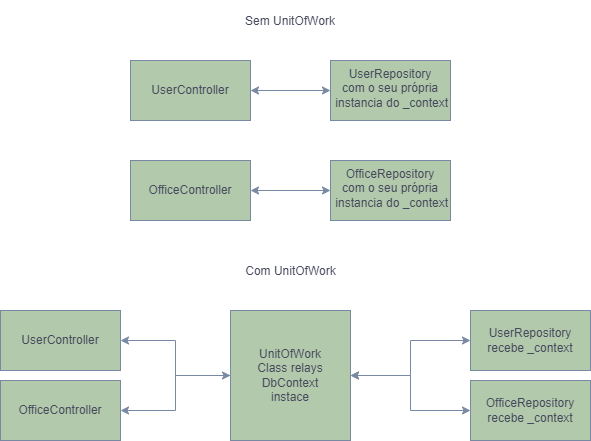 Sem UnitOfWork
UserController
UserRepository
com o seu própria
instancia do _context
OfficeController
OfficeRepository
com o seu própria
instancia do _context
Com UnitOfWork
UserController
OfficeController
UnitOfWork
Class relays
DbContext
instace
UserRepository
recebe _context
OfficeRepository
recebe _context